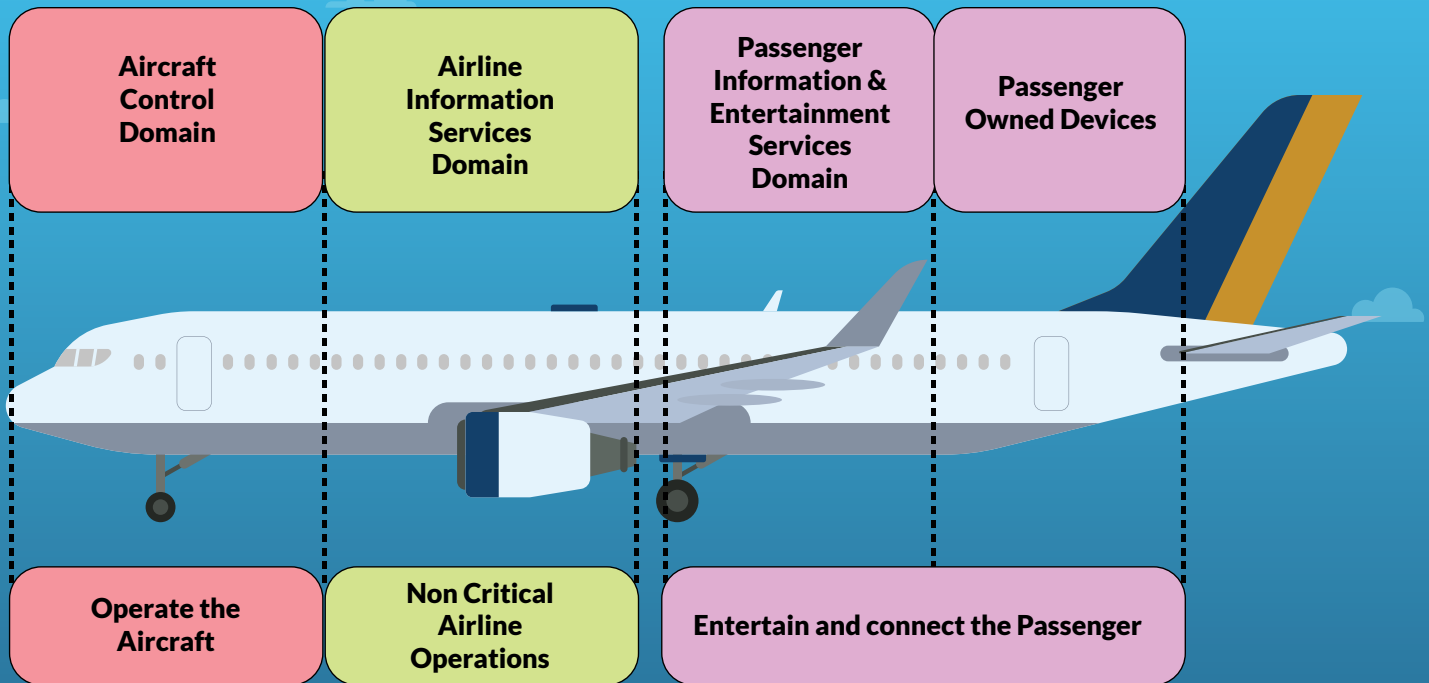 Aircraft
Control
Domain
Airline
Information
Services
Domain
Passenger
Information &
Entertainment
Services
Domain
Passenger
Owned Devices
Operate the
Aircraft
Non Critical
Airline
Operations
Entertain and connect the Passenger